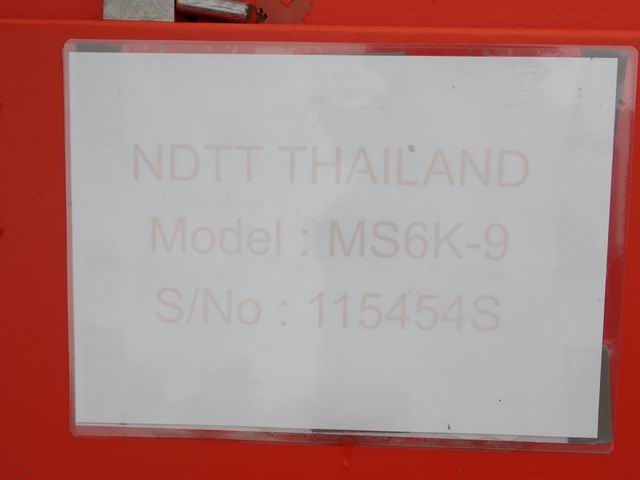 NDTT THAILAND
Model : MS6K-9
S/No : 115454S